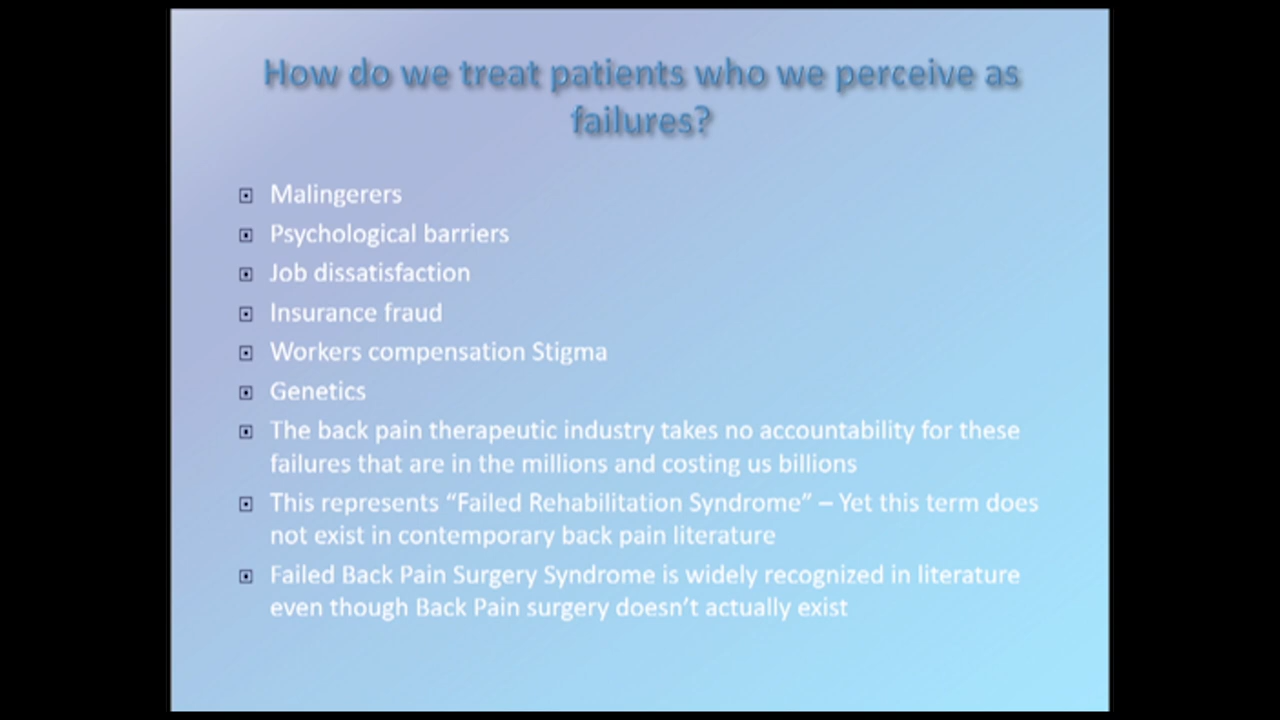 How do we treat patients who we perceive as
failures?
Malingerers
Psychological barriers
Job dissatisfaction
Insurance fraud
Workers compensation Stigma
Genetics
The back pain therapeutic industry takes no accountability for these
failures that are in the millions and costing us billions
This represents “Failed Rehabilitation Syndrome” – Yet this term does
not exist in contemporary back pain literature
Failed Back Pain Surgery Syndrome is widely recognized in literature
even though Back Pain surgery doesn’t actually exist